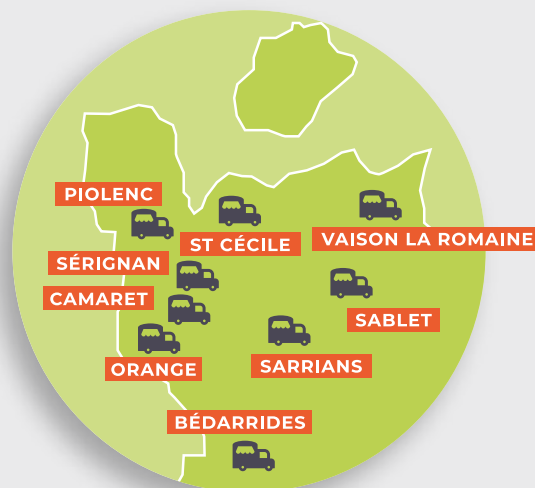 PIOLENC
ST CÉCILE
VAISON LA ROMAINE
SÉRIGNAN
CAMARET
SABLET
ORANGE
SARRIANS
BÉDARRIDES